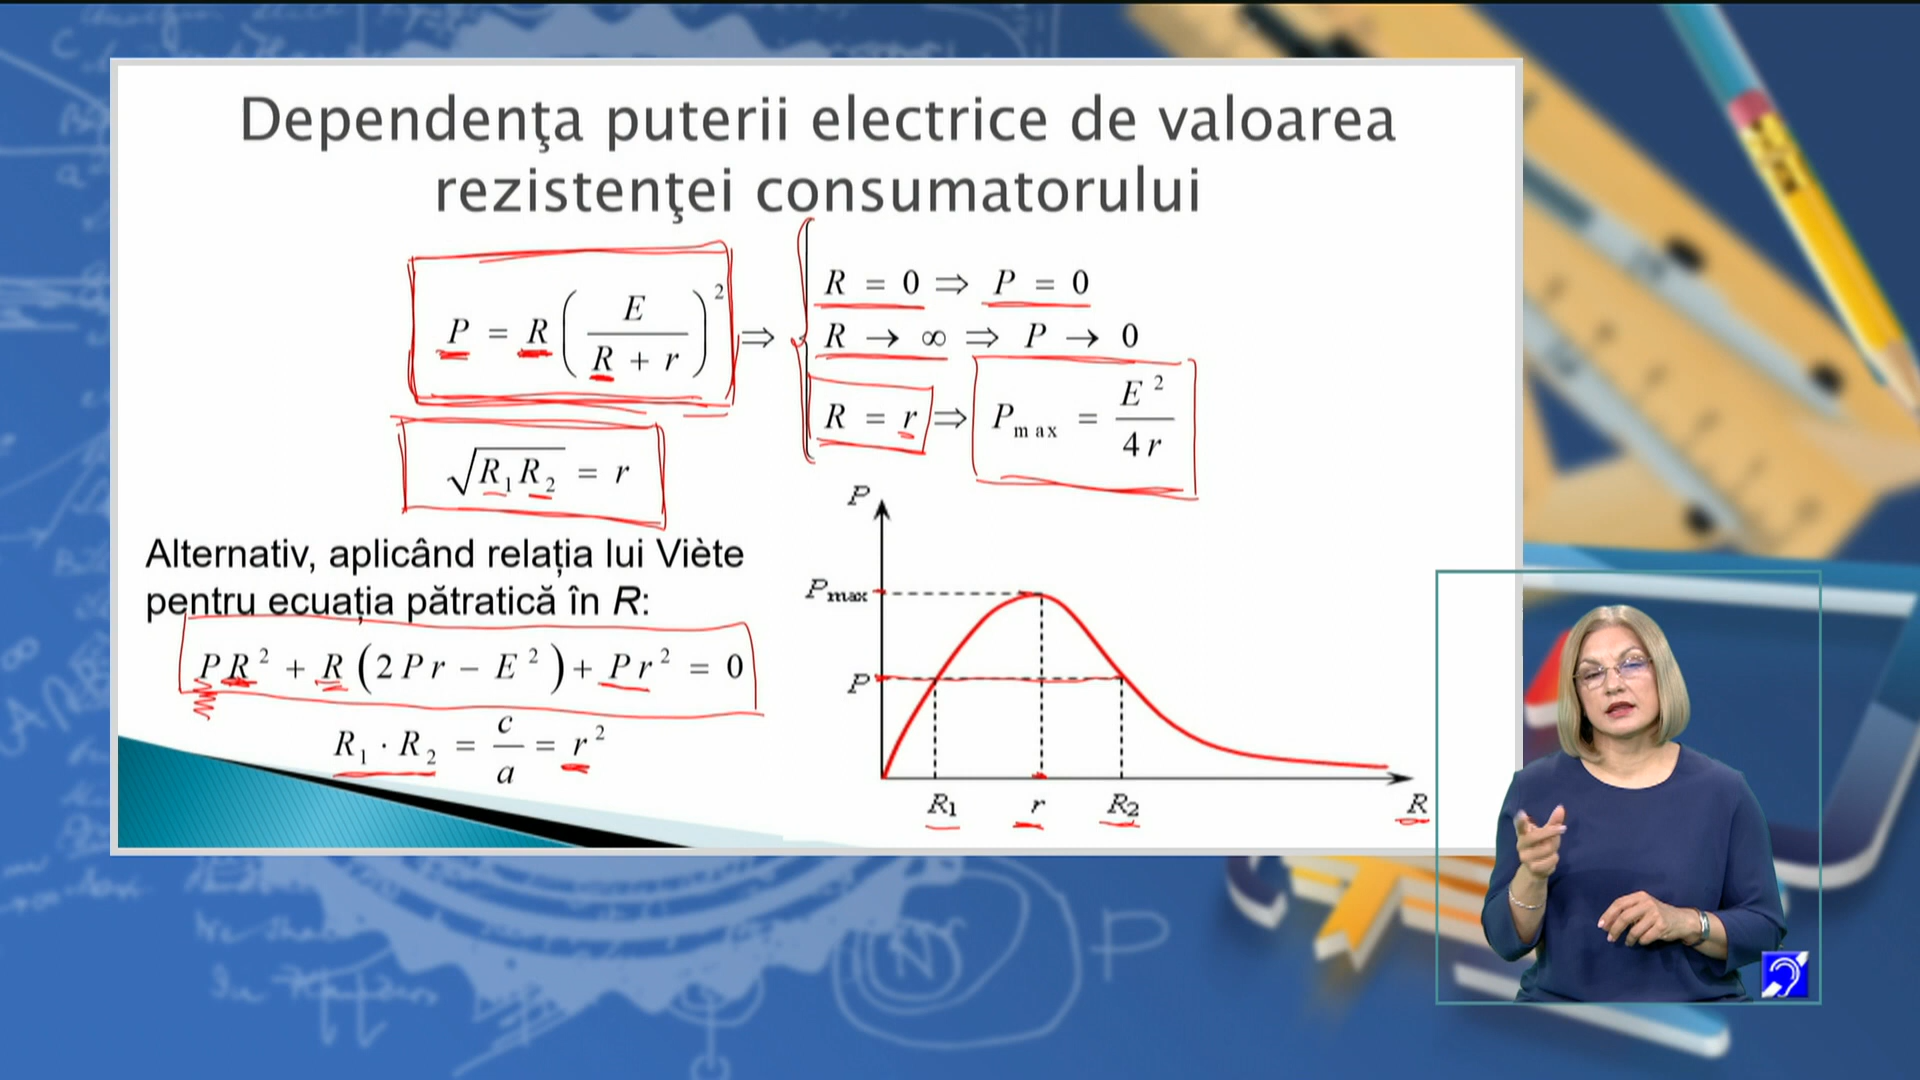 Dependenţa puterii electrice de valoarea
rezistenţei consumatorului
P = R ( E / R + r )² ⇒
R = 0 ⇒ P = 0
R → ∞ ⇒ P → 0
R = r ⇒ P max = E² / 4r
√R₁R₂ = r
Alternativ, aplicând relația lui Viète
pentru ecuația pătratică în R:
PR² + R (2Pr − E²) + Pr² = 0
R₁ · R₂ = c / a = r²
P
Pmax
P
R₁ r R₂ R
N P